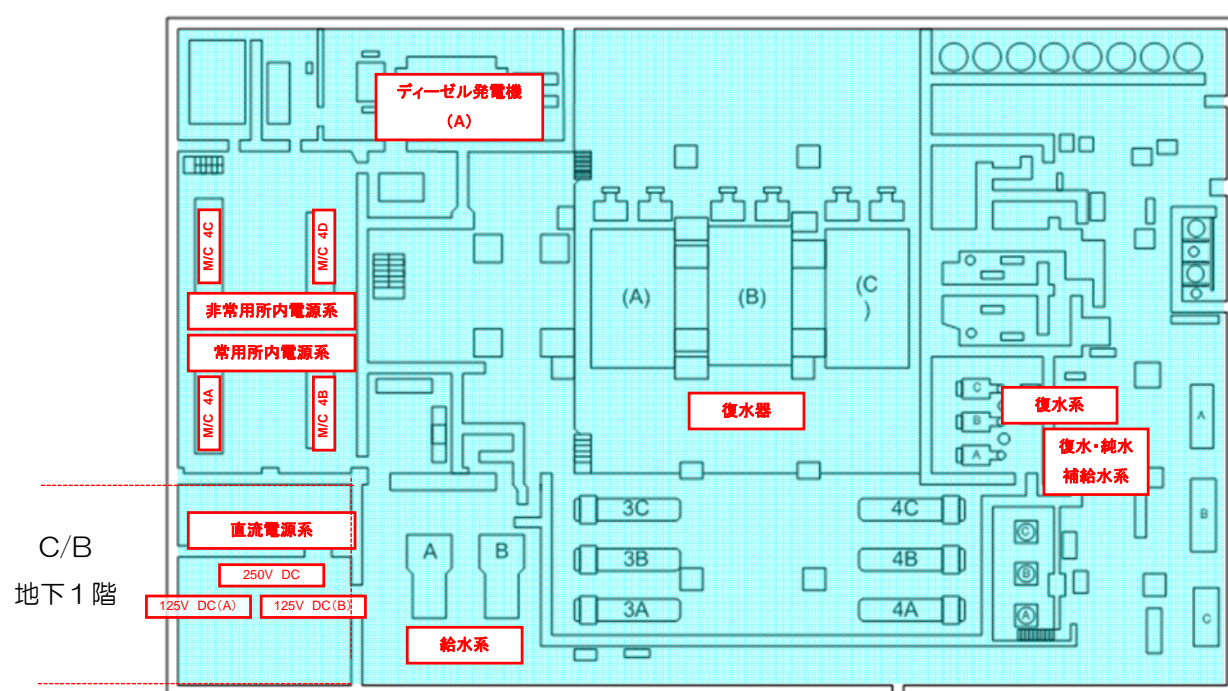 ディーゼル発電機
(A)
M/C 4C
M/C 4D
非常用所内電源系
常用所内電源系
M/C 4A
M/C 4B
(A)
(B)
(C
)
復水器
C
B
A
復水系
復水・純水
補給水系
A
B
C
C/B
地下1階
直流電源系
250V DC
125V DC(A)
125V DC(B)
A
B
給水系
3C
3B
3A
4C
4B
4A
C
B
A